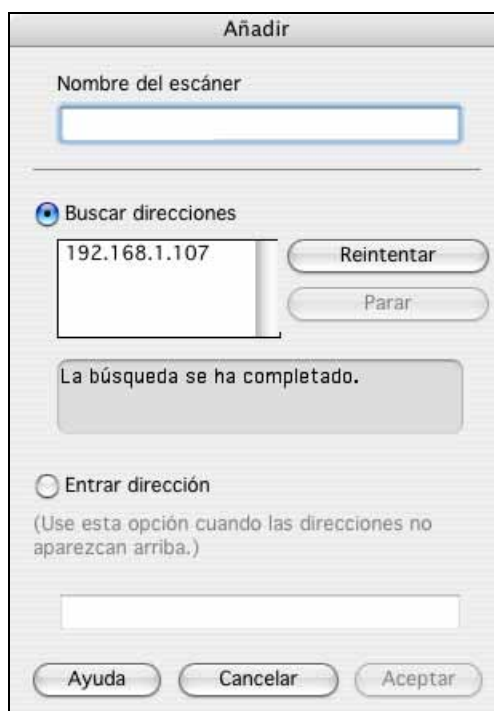 Añadir
Nombre del escáner
Buscar direcciones
192.168.1.107
Reintentar
Parar
La búsqueda se ha completado.
Entrar dirección
(Use esta opción cuando las direcciones no
aparezcan arriba.)
Ayuda
Cancelar
Aceptar